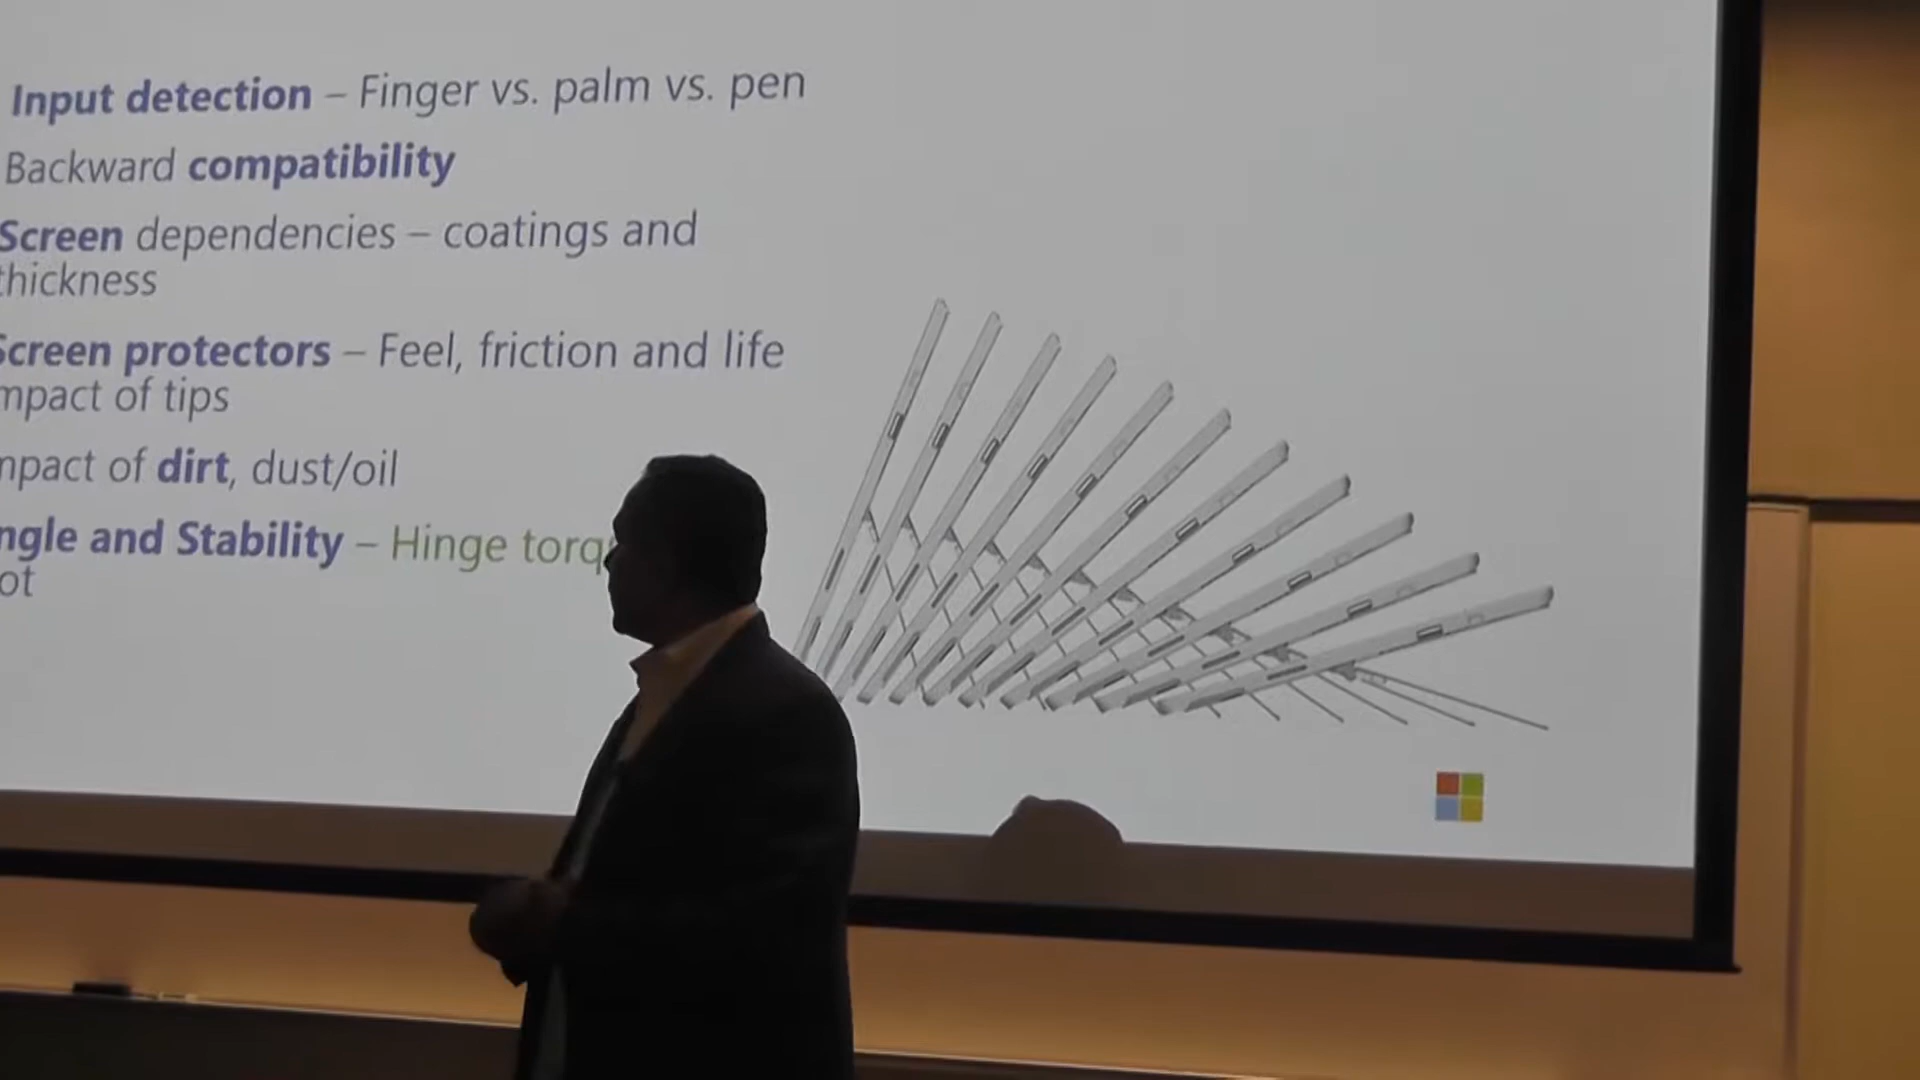 Input detection – Finger vs. palm vs. pen
Backward compatibility
Screen dependencies – coatings and
thickness
Screen protectors – Feel, friction and life
mpact of tips
mpact of dirt, dust/oil
ngle and Stability – Hinge torq
ot